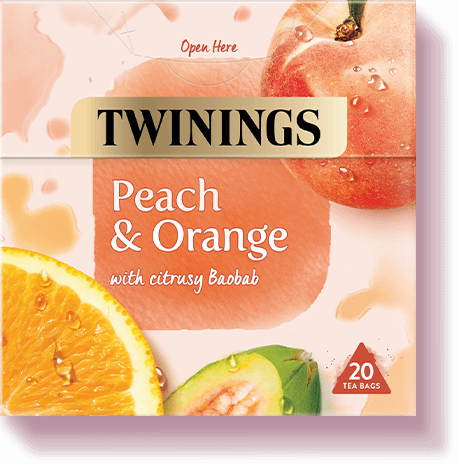 Open Here
TWININGS
Peach
& Orange
with citrusy Baobab
20
TEA BAGS